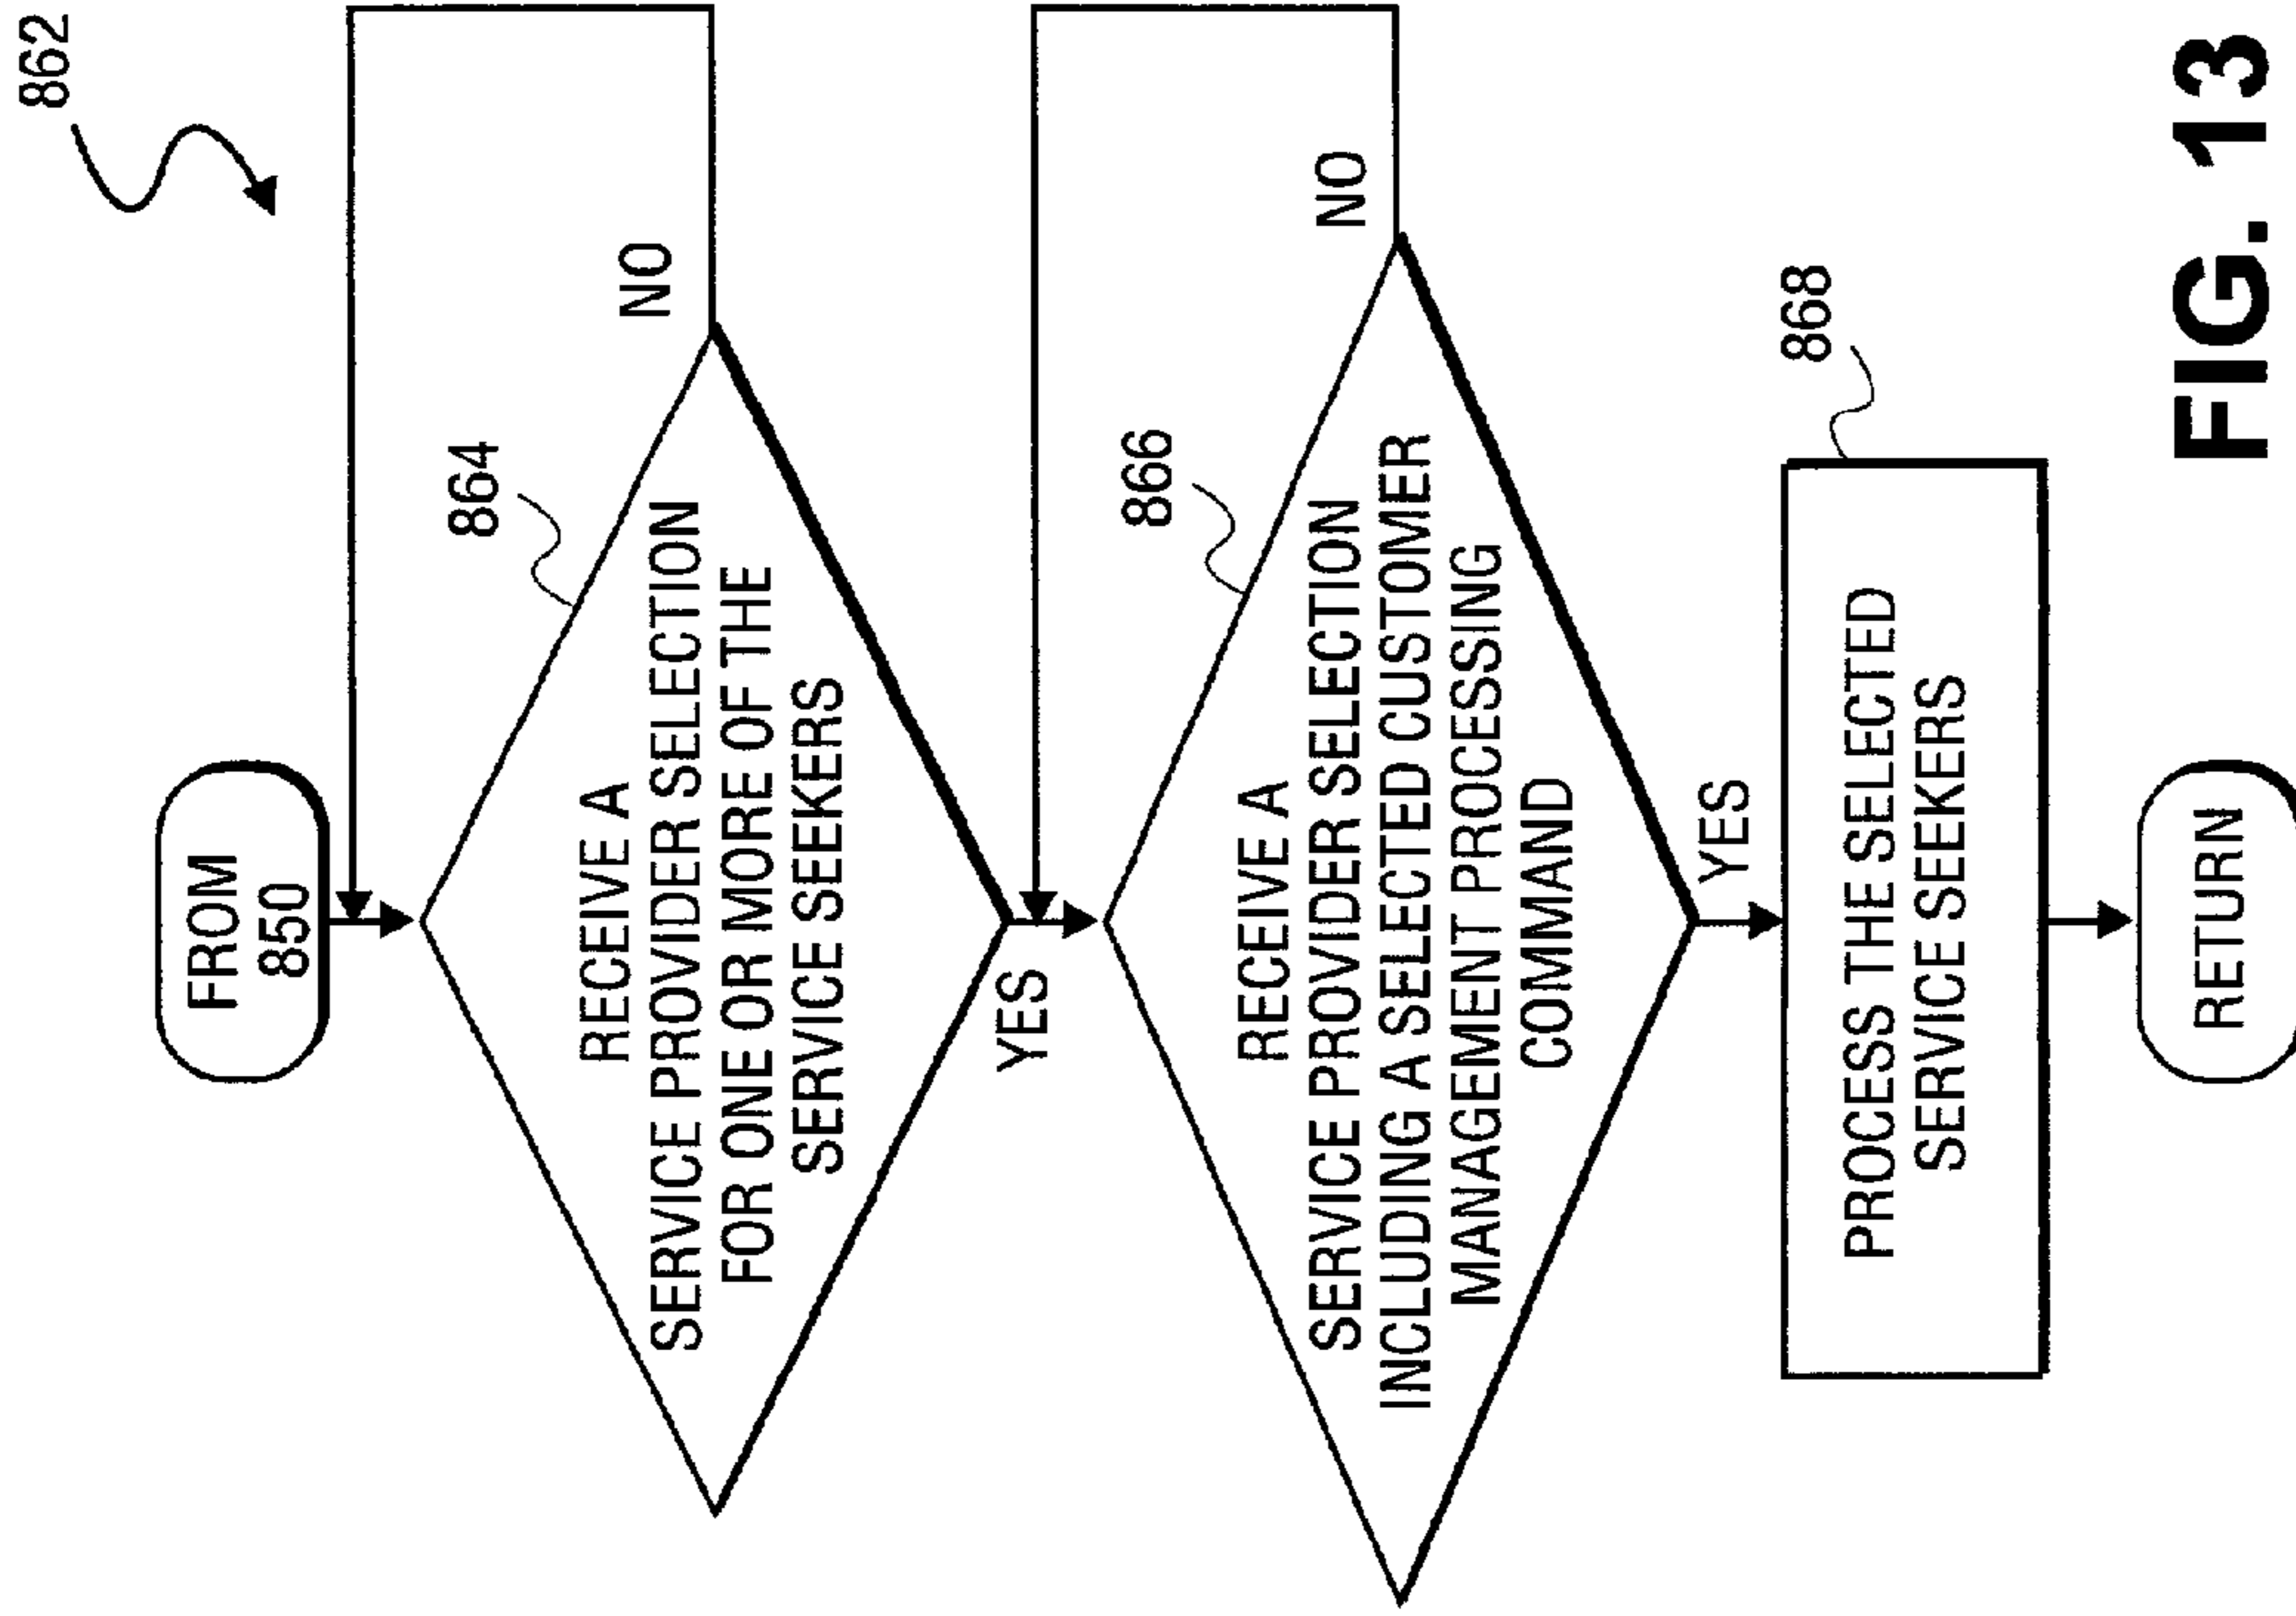 862
FROM
850
864
RECEIVE A
SERVICE PROVIDER SELECTION
FOR ONE OR MORE OF THE
SERVICE SEEKERS
NO
YES
866
RECEIVE A
SERVICE PROVIDER SELECTION
INCLUDING A SELECTED CUSTOMER
MANAGEMENT PROCESSING
COMMAND
NO
YES
868
PROCESS THE SELECTED
SERVICE SEEKERS
RETURN
FIG. 13